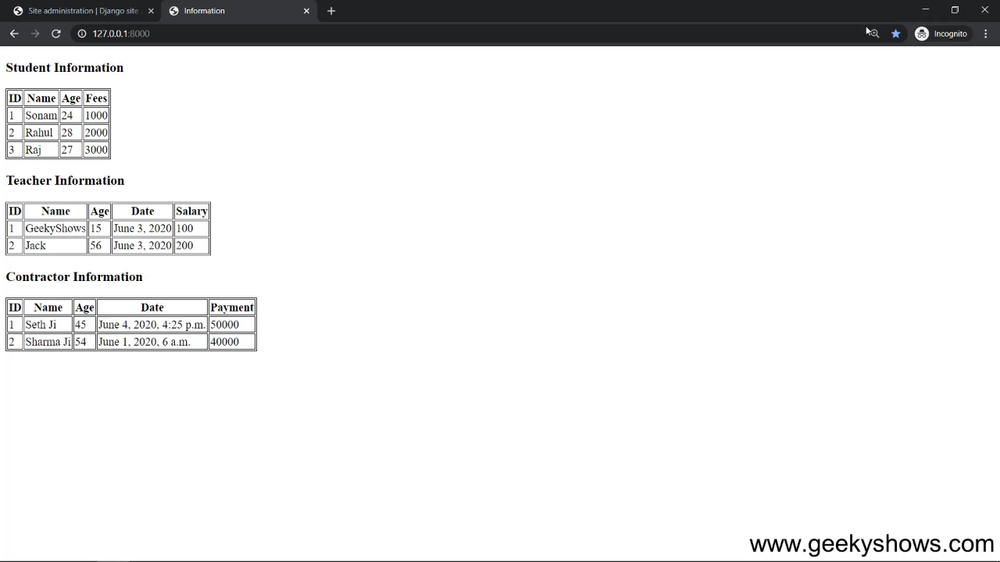 Site administration | Django site
Information
127.0.0.1:8000
Incognito
Student Information
ID Name Age Fees
1 Sonam 24 1000
2 Rahul 28 2000
3 Raj 27 3000
Teacher Information
ID Name Age Date Salary
1 GeekyShows 15 June 3, 2020 100
2 Jack 56 June 3, 2020 200
Contractor Information
ID Name Age Date Payment
1 Seth Ji 45 June 4, 2020, 4:25 p.m. 50000
2 Sharma Ji 54 June 1, 2020, 6 a.m. 40000
www.geekyshows.com